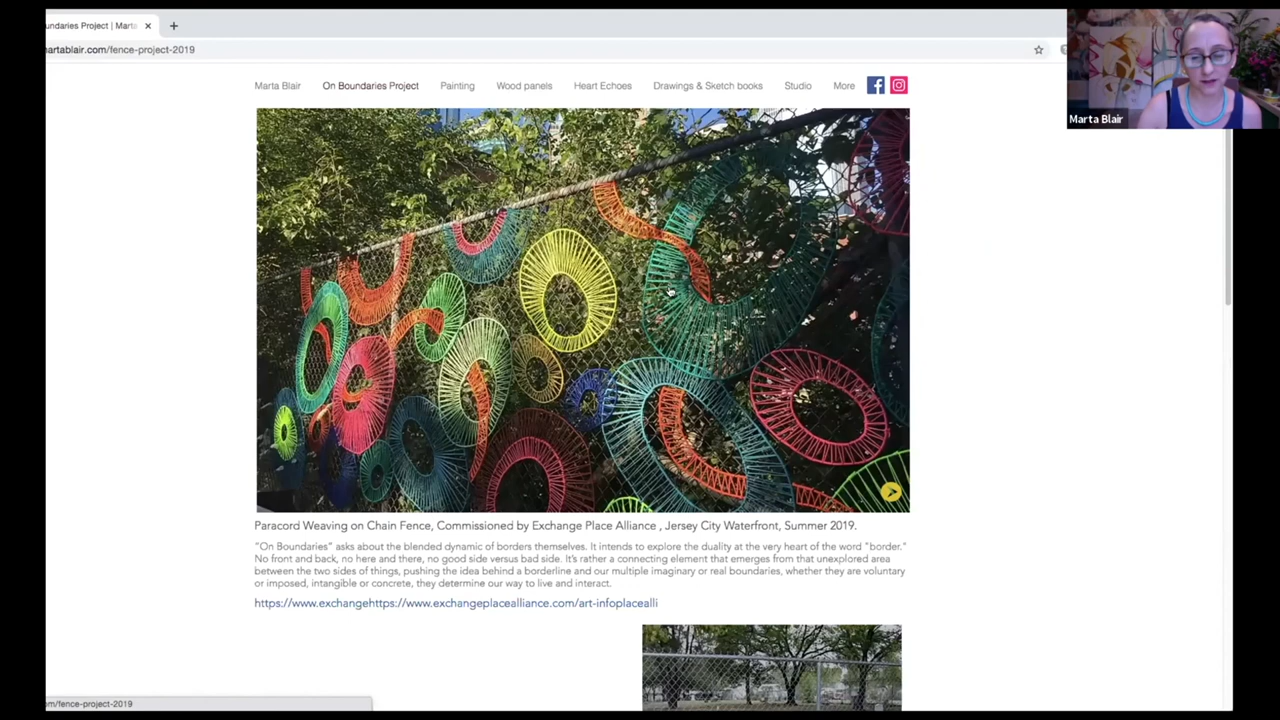 undaries Project | Marta
martablair.com/fence-project-2019
Marta Blair On Boundaries Project Painting Wood panels Heart Echoes Drawings & Sketch books Studio More
Marta Blair
Paracord Weaving on Chain Fence, Commissioned by Exchange Place Alliance , Jersey City Waterfront, Summer 2019.
"On Boundaries" asks about the blended dynamic of borders themselves. It intends to explore the duality at the very heart of the word "border."
No front and back, no here and there, no good side versus bad side. It's rather a connecting element that emerges from that unexplored area
between the two sides of things, pushing the idea behind a borderline and our multiple imaginary or real boundaries, whether they are voluntary
or imposed, intangible or concrete, they determine our way to live and interact.
https://www.exchangehttps://www.exchangeplacealliance.com/art-infoplacealli
om/fence-project-2019